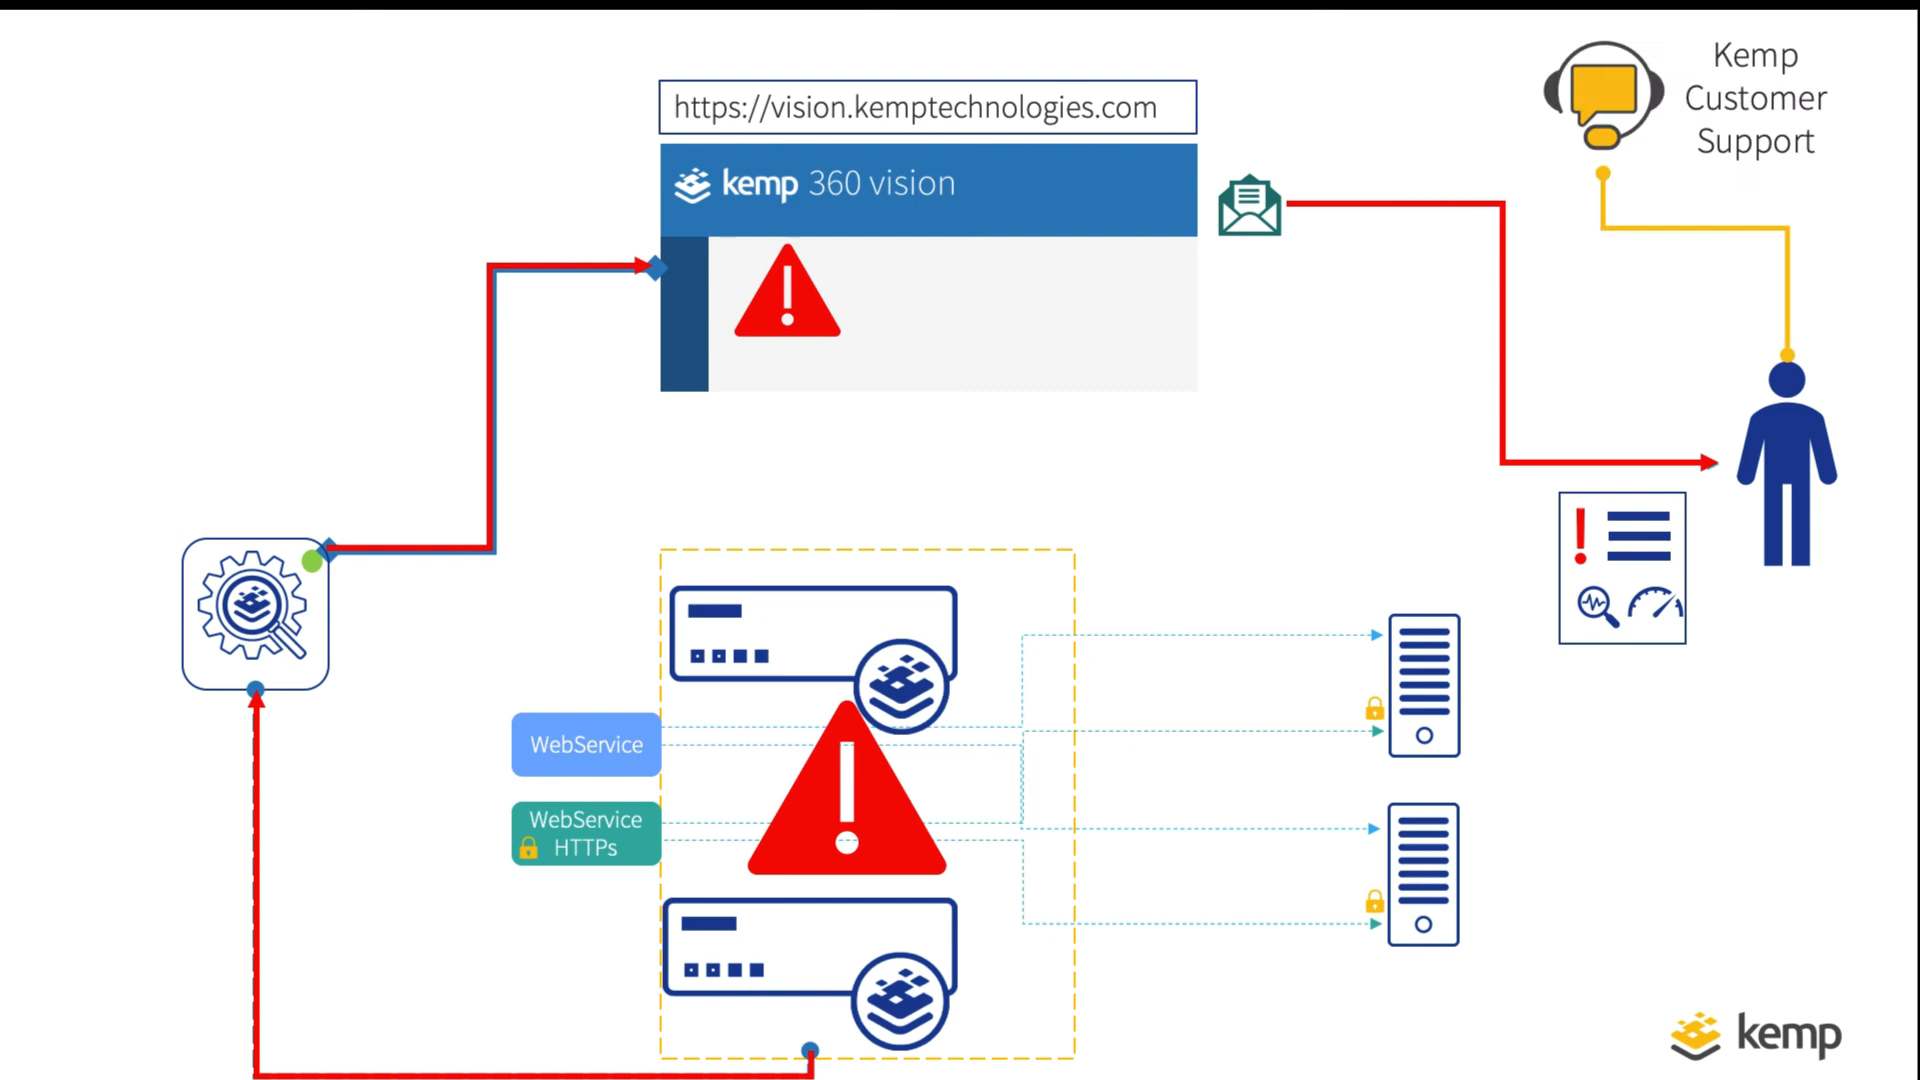 Kemp
Customer
Support
https://vision.kemptechnologies.com
kemp 360 vision
WebService
WebService
HTTPs
kemp